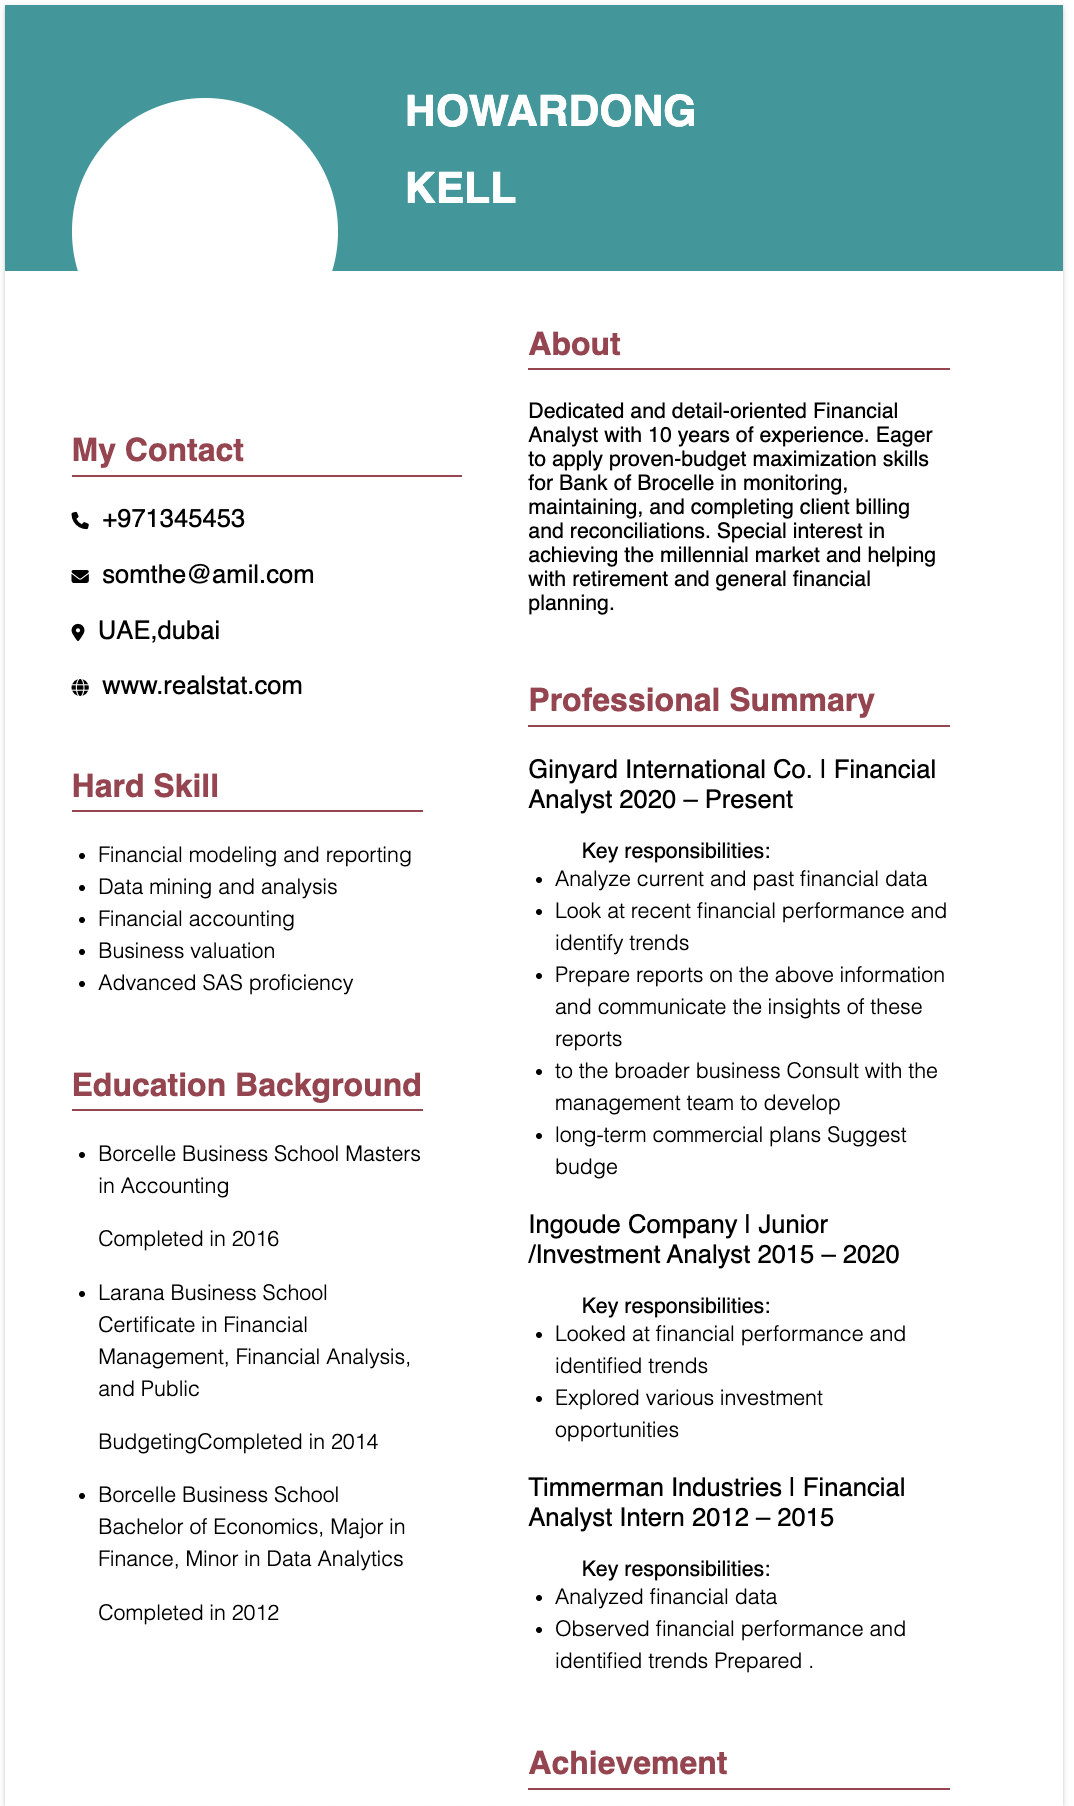 HOWARDONG
KELL
My Contact
+971345453
somthe@amil.com
UAE,dubai
www.realstat.com
Hard Skill
Financial modeling and reporting
Data mining and analysis
Financial accounting
Business valuation
Advanced SAS proficiency
Education Background
Borcelle Business School Masters
in Accounting
Completed in 2016
Larana Business School
Certificate in Financial
Management, Financial Analysis,
and Public
BudgetingCompleted in 2014
Borcelle Business School
Bachelor of Economics, Major in
Finance, Minor in Data Analytics
Completed in 2012
About
Dedicated and detail-oriented Financial
Analyst with 10 years of experience. Eager
to apply proven-budget maximization skills
for Bank of Brocelle in monitoring,
maintaining, and completing client billing
and reconciliations. Special interest in
achieving the millennial market and helping
with retirement and general financial
planning.
Professional Summary
Ginyard International Co. | Financial
Analyst 2020 – Present
Key responsibilities:
Analyze current and past financial data
Look at recent financial performance and
identify trends
Prepare reports on the above information
and communicate the insights of these
reports
to the broader business Consult with the
management team to develop
long-term commercial plans Suggest
budge
Ingoude Company | Junior
/Investment Analyst 2015 – 2020
Key responsibilities:
Looked at financial performance and
identified trends
Explored various investment
opportunities
Timmerman Industries | Financial
Analyst Intern 2012 – 2015
Key responsibilities:
Analyzed financial data
Observed financial performance and
identified trends Prepared .
Achievement